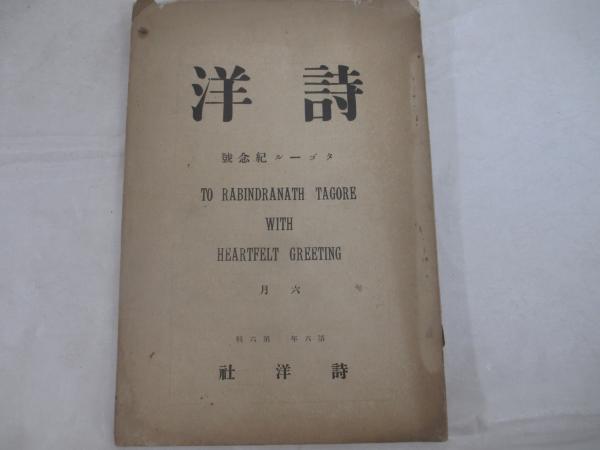 詩洋
タゴール紀念號
TO RABINDRANATH TAGORE
WITH
HEARTFELT GREETING
六月
第六年 第六輯
詩洋社